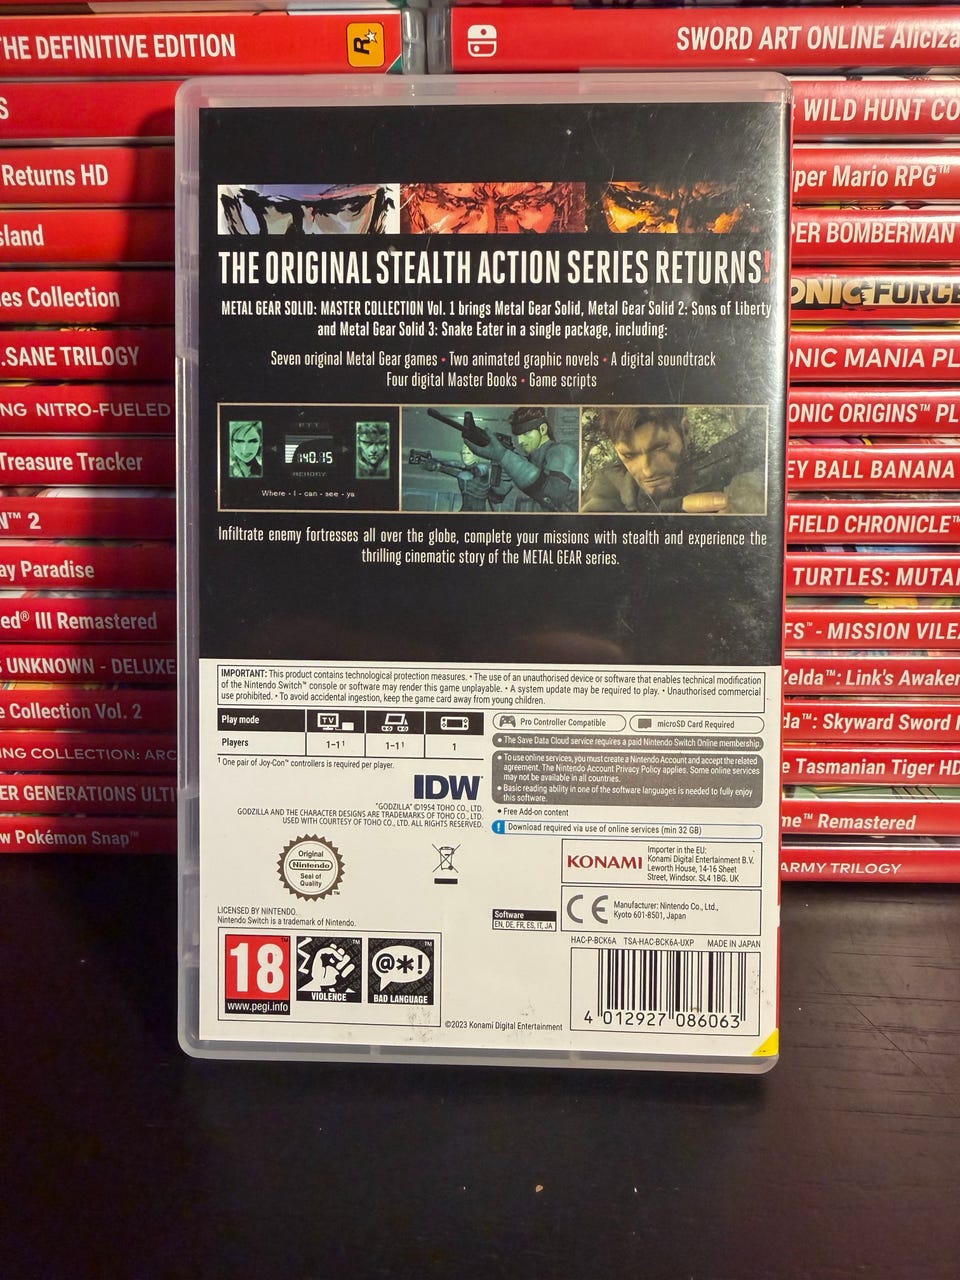 THE DEFINITIVE EDITION
R
SWORD ART ONLINE Aliciza
S
Returns HD
sland
es Collection
.SANE TRILOGY
NG NITRO-FUELED
Treasure Tracker
N™ 2
ay Paradise
ed® III Remastered
S UNKNOWN - DELUXE
e Collection Vol. 2
ING COLLECTION: ARC
ER GENERATIONS ULTI
w Pokémon Snap™
WILD HUNT CO
per Mario RPG™
PER BOMBERMAN
ONIC FORCE
ONIC MANIA PL
ONIC ORIGINS™ PL
EY BALL BANANA
FIELD CHRONICLE™
TURTLES: MUTA
FS™ - MISSION VILE
elda™: Link's Awaken
da™: Skyward Sword
e Tasmanian Tiger HD
me™ Remastered
ARMY TRILOGY
THE ORIGINAL STEALTH ACTION SERIES RETURNS!
METAL GEAR SOLID: MASTER COLLECTION Vol. 1 brings Metal Gear Solid, Metal Gear Solid 2: Sons of Liberty
and Metal Gear Solid 3: Snake Eater in a single package, including:
Seven original Metal Gear games • Two animated graphic novels • A digital soundtrack
Four digital Master Books • Game scripts
PTT
140.15
MEMORY
Where - I - can - see - ya
Infiltrate enemy fortresses all over the globe, complete your missions with stealth and experience the
thrilling cinematic story of the METAL GEAR series.
IMPORTANT: This product contains technological protection measures. • The use of an unauthorised device or software that enables technical modification
of the Nintendo Switch™ console or software may render this game unplayable. • A system update may be required to play. • Unauthorised commercial
use prohibited. • To avoid accidental ingestion, keep the game card away from young children.
Play mode
TV
Players
1-1¹
1-1¹
1
¹ One pair of Joy-Con™ controllers is required per player.
Pro Controller Compatible
microSD Card Required
• The Save Data Cloud service requires a paid Nintendo Switch Online membership.
• To use online services, you must create a Nintendo Account and accept the related
agreement. The Nintendo Account Privacy Policy applies. Some online services
may not be available in all countries.
• Basic reading ability in one of the software languages is needed to fully enjoy
this software.
• Free Add-on content
! Download required via use of online services (min 32 GB)
IDW
"GODZILLA" ©1954 TOHO CO., LTD.
GODZILLA AND THE CHARACTER DESIGNS ARE TRADEMARKS OF TOHO CO., LTD.
USED WITH COURTESY OF TOHO CO., LTD. ALL RIGHTS RESERVED.
Original
Nintendo
Seal of
Quality
TM
KONAMI
Importer in the EU:
Konami Digital Entertainment B.V.
Leworth House, 14-16 Sheet
Street, Windsor. SL4 1BG. UK
CE
Manufacturer: Nintendo Co., Ltd.,
Kyoto 601-8501, Japan
LICENSED BY NINTENDO.
Nintendo Switch is a trademark of Nintendo.
Software
EN, DE, FR, ES, IT, JA
HAC-P-BCK6A TSA-HAC-BCK6A-UXP MADE IN JAPAN
18
www.pegi.info
VIOLENCE
@*!
BAD LANGUAGE
©2023 Konami Digital Entertainment
4 012927 086063